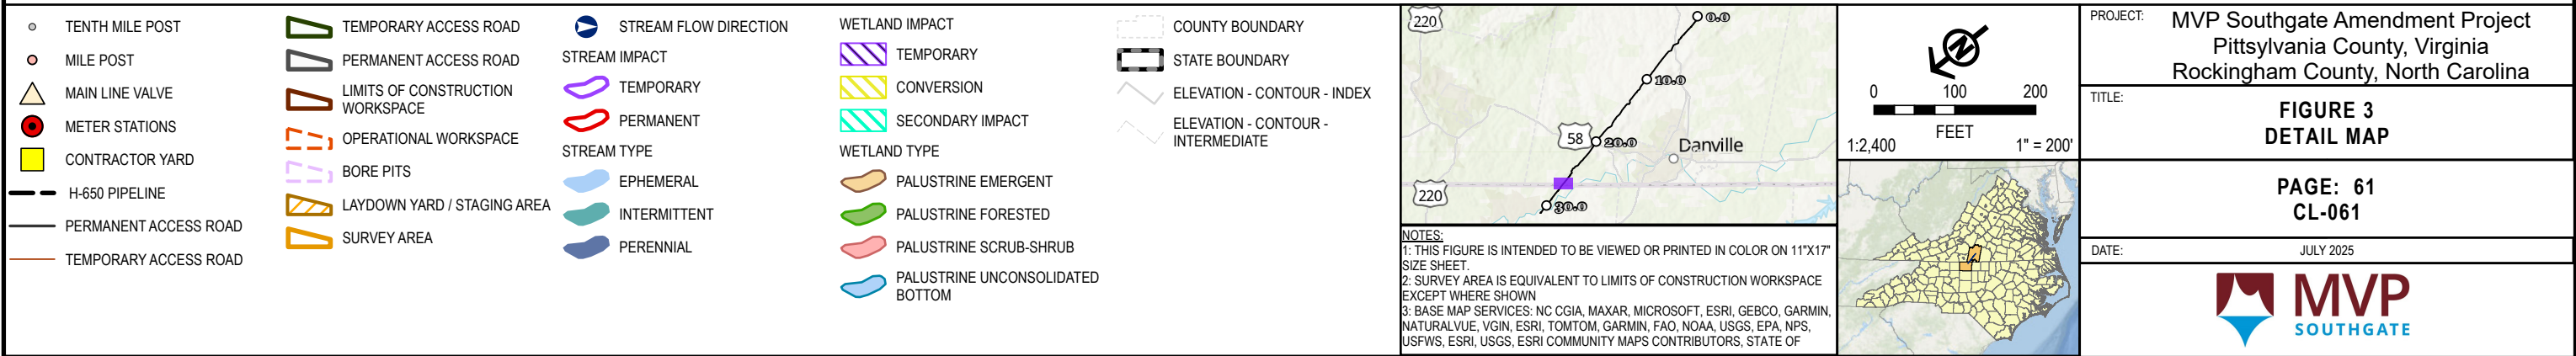 TENTH MILE POST
MILE POST
MAIN LINE VALVE
METER STATIONS
CONTRACTOR YARD
H-650 PIPELINE
PERMANENT ACCESS ROAD
TEMPORARY ACCESS ROAD
TEMPORARY ACCESS ROAD
PERMANENT ACCESS ROAD
LIMITS OF CONSTRUCTION
WORKSPACE
OPERATIONAL WORKSPACE
BORE PITS
LAYDOWN YARD / STAGING AREA
SURVEY AREA
STREAM FLOW DIRECTION
STREAM IMPACT
TEMPORARY
PERMANENT
STREAM TYPE
EPHEMERAL
INTERMITTENT
PERENNIAL
WETLAND IMPACT
TEMPORARY
CONVERSION
SECONDARY IMPACT
WETLAND TYPE
PALUSTRINE EMERGENT
PALUSTRINE FORESTED
PALUSTRINE SCRUB-SHRUB
PALUSTRINE UNCONSOLIDATED
BOTTOM
COUNTY BOUNDARY
STATE BOUNDARY
ELEVATION - CONTOUR - INDEX
ELEVATION - CONTOUR -
INTERMEDIATE
220
0.0
10.0
58
20.0
Danville
220
30.0
NOTES:
1: THIS FIGURE IS INTENDED TO BE VIEWED OR PRINTED IN COLOR ON 11"X17"
SIZE SHEET.
2: SURVEY AREA IS EQUIVALENT TO LIMITS OF CONSTRUCTION WORKSPACE
EXCEPT WHERE SHOWN
3: BASE MAP SERVICES: NC CGIA, MAXAR, MICROSOFT, ESRI, GEBCO, GARMIN,
NATURALVUE, VGIN, ESRI, TOMTOM, GARMIN, FAO, NOAA, USGS, EPA, NPS,
USFWS, ESRI, USGS, ESRI COMMUNITY MAPS CONTRIBUTORS, STATE OF
N
0 100 200
FEET
1:2,400 1" = 200'
PROJECT: MVP Southgate Amendment Project
Pittsylvania County, Virginia
Rockingham County, North Carolina
TITLE:
FIGURE 3
DETAIL MAP
PAGE: 61
CL-061
DATE: JULY 2025
MVP
SOUTHGATE